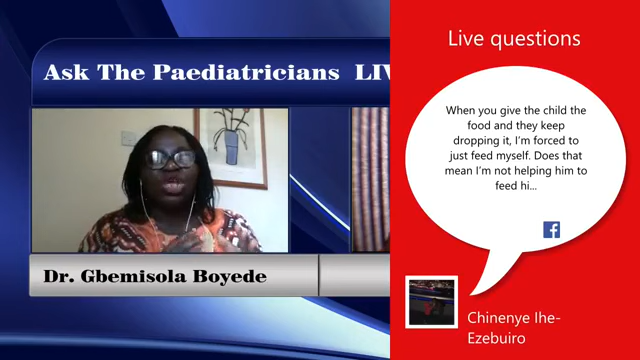 Ask The Paediatricians LIV
Dr. Gbemisola Boyede
Live questions
When you give the child the
food and they keep
dropping it, I'm forced to
just feed myself. Does that
mean I'm not helping him to
feed hi...
f
Chinenye Ihe-
Ezebuiro